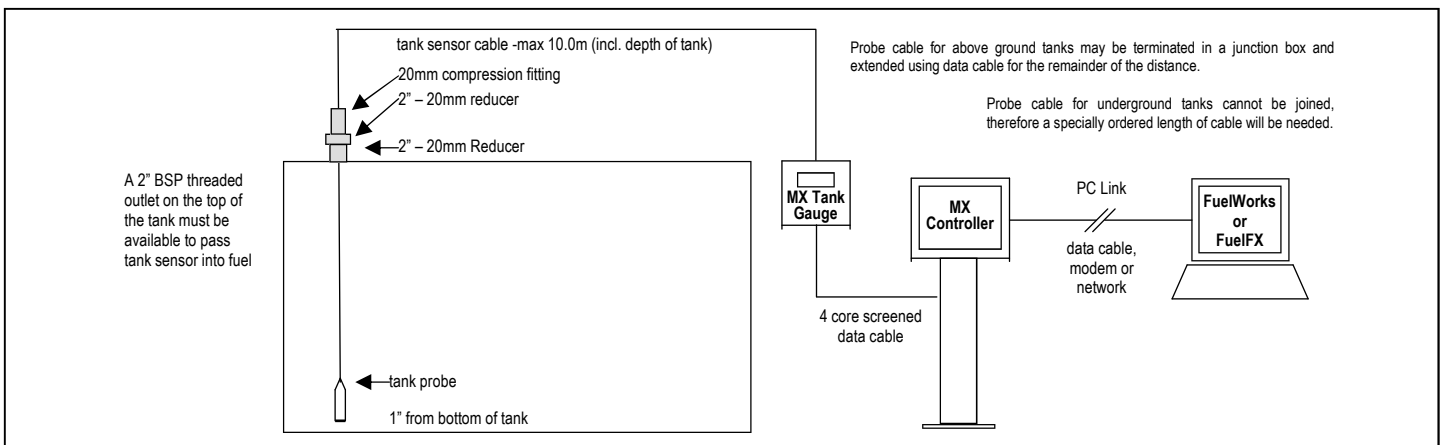 tank sensor cable -max 10.0m (incl. depth of tank)
20mm compression fitting
2” – 20mm reducer
2” – 20mm Reducer
A 2” BSP threaded
outlet on the top of
the tank must be
available to pass
tank sensor into fuel
tank probe
1” from bottom of tank
Probe cable for above ground tanks may be terminated in a junction box and
extended using data cable for the remainder of the distance.
Probe cable for underground tanks cannot be joined,
therefore a specially ordered length of cable will be needed.
MX Tank
Gauge
4 core screened
data cable
MX
Controller
PC Link
data cable,
modem or
network
FuelWorks
or
FuelFX